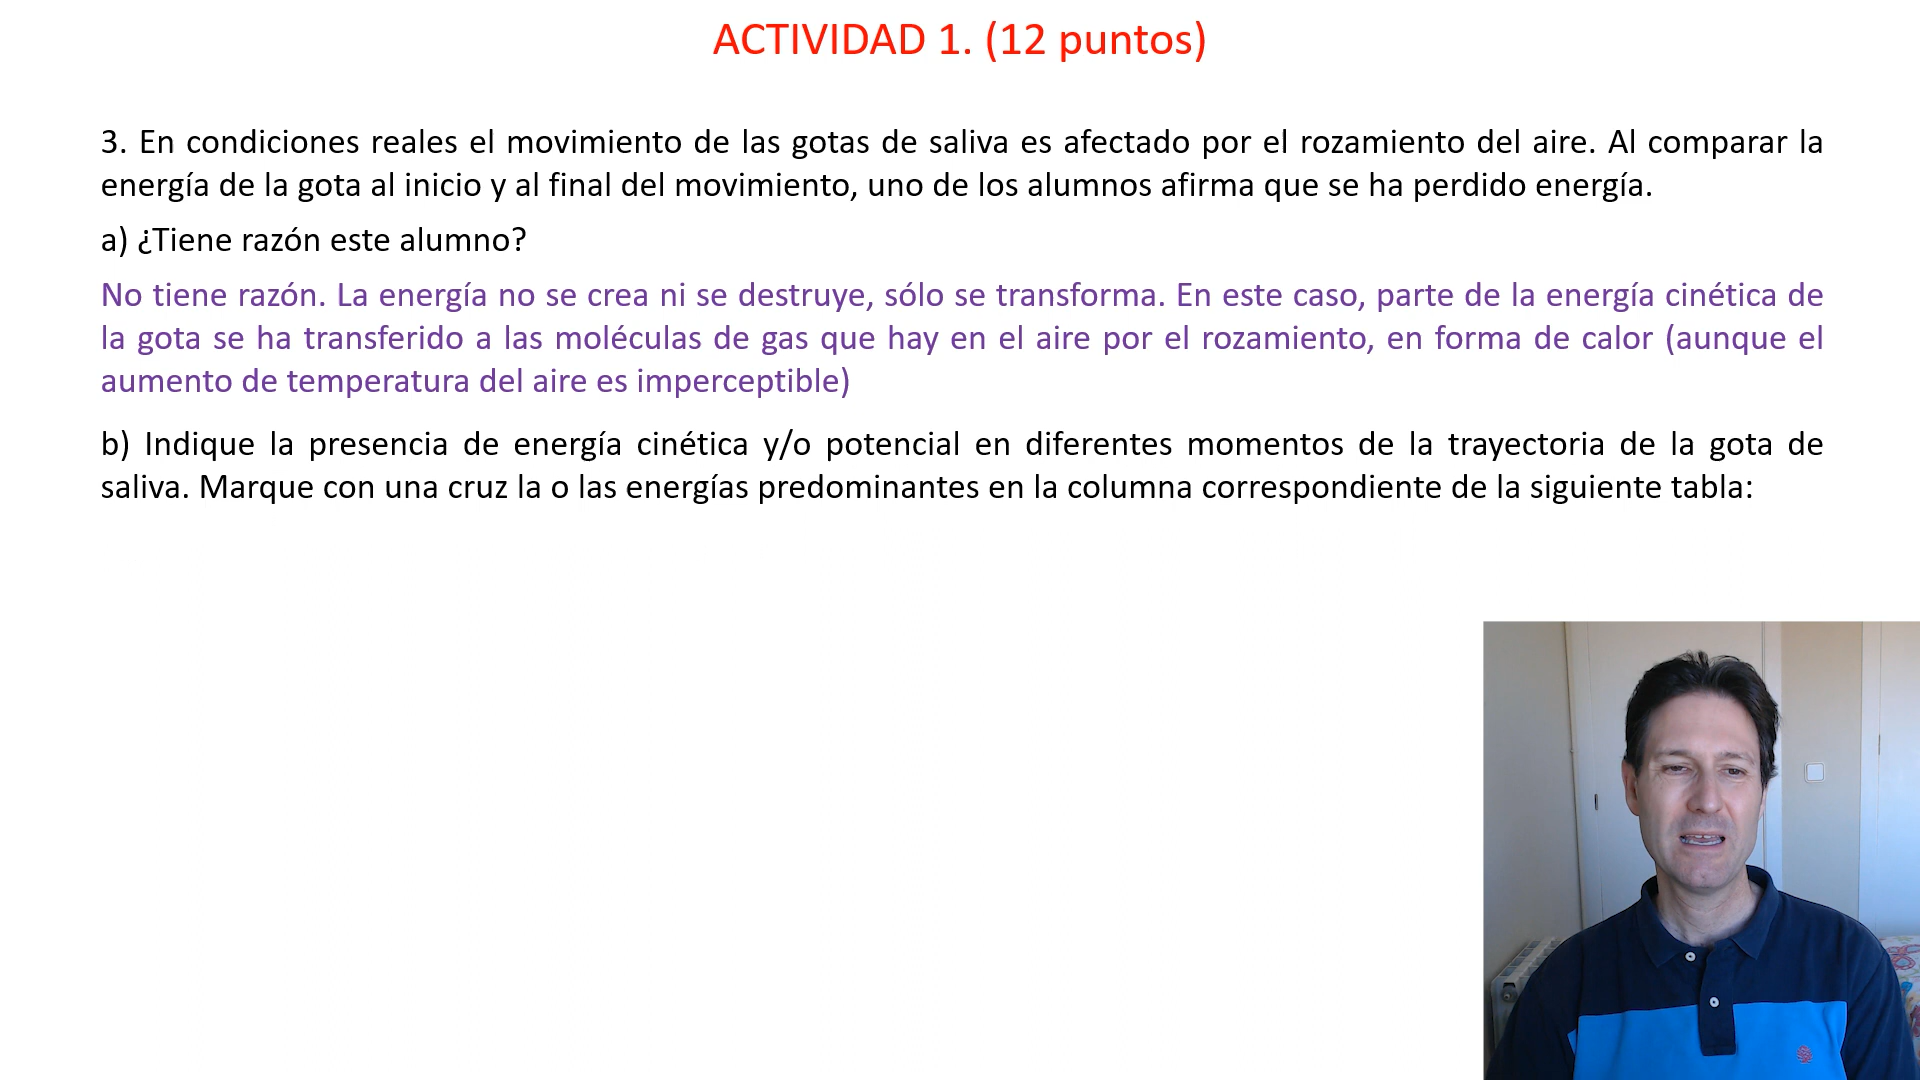 ACTIVIDAD 1. (12 puntos)
3. En condiciones reales el movimiento de las gotas de saliva es afectado por el rozamiento del aire. Al comparar la
energía de la gota al inicio y al final del movimiento, uno de los alumnos afirma que se ha perdido energía.
a) ¿Tiene razón este alumno?
No tiene razón. La energía no se crea ni se destruye, sólo se transforma. En este caso, parte de la energía cinética de
la gota se ha transferido a las moléculas de gas que hay en el aire por el rozamiento, en forma de calor (aunque el
aumento de temperatura del aire es imperceptible)
b) Indique la presencia de energía cinética y/o potencial en diferentes momentos de la trayectoria de la gota de
saliva. Marque con una cruz la o las energías predominantes en la columna correspondiente de la siguiente tabla: